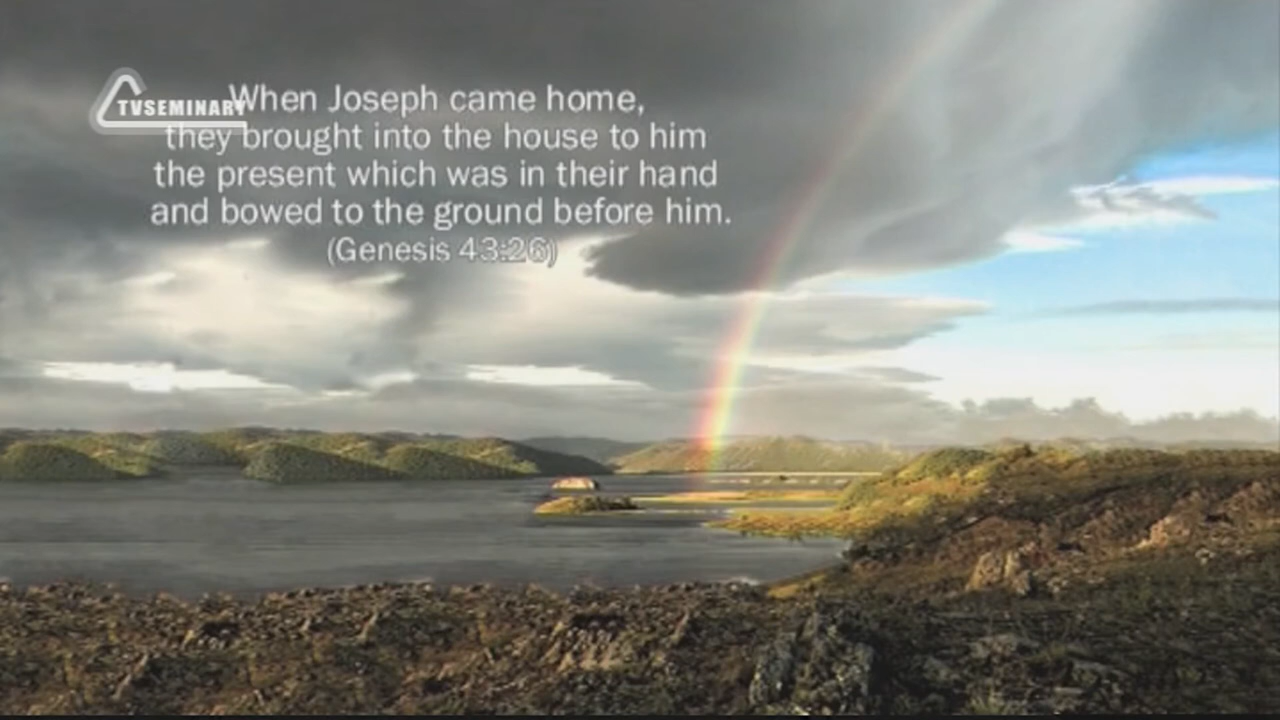 TVSEMINARY
When Joseph came home,
they brought into the house to him
the present which was in their hand
and bowed to the ground before him.
(Genesis 43:26)